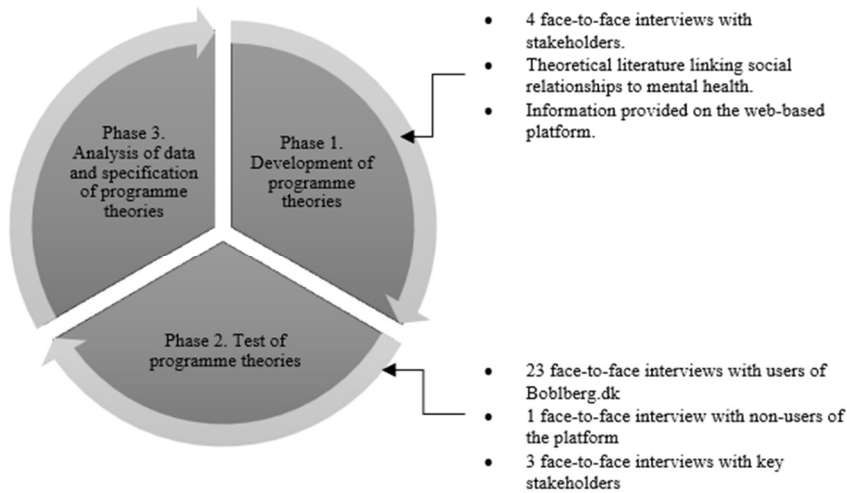 Phase 1.
Development of
programme
theories
• 4 face-to-face interviews with
stakeholders.
• Theoretical literature linking social
relationships to mental health.
• Information provided on the web-based
platform.
Phase 2. Test of
programme theories
• 23 face-to-face interviews with users of
Boblberg.dk
• 1 face-to-face interview with non-users of
the platform
• 3 face-to-face interviews with key
stakeholders
Phase 3.
Analysis of data
and specification
of programme
theories